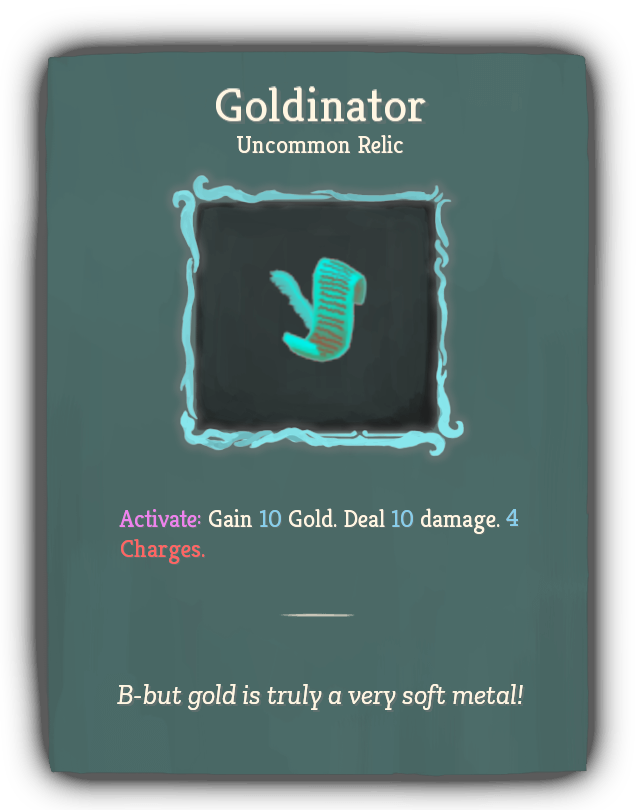 Goldinator
Uncommon Relic
Activate: Gain 10 Gold. Deal 10 damage. 4
Charges.
B-but gold is truly a very soft metal!